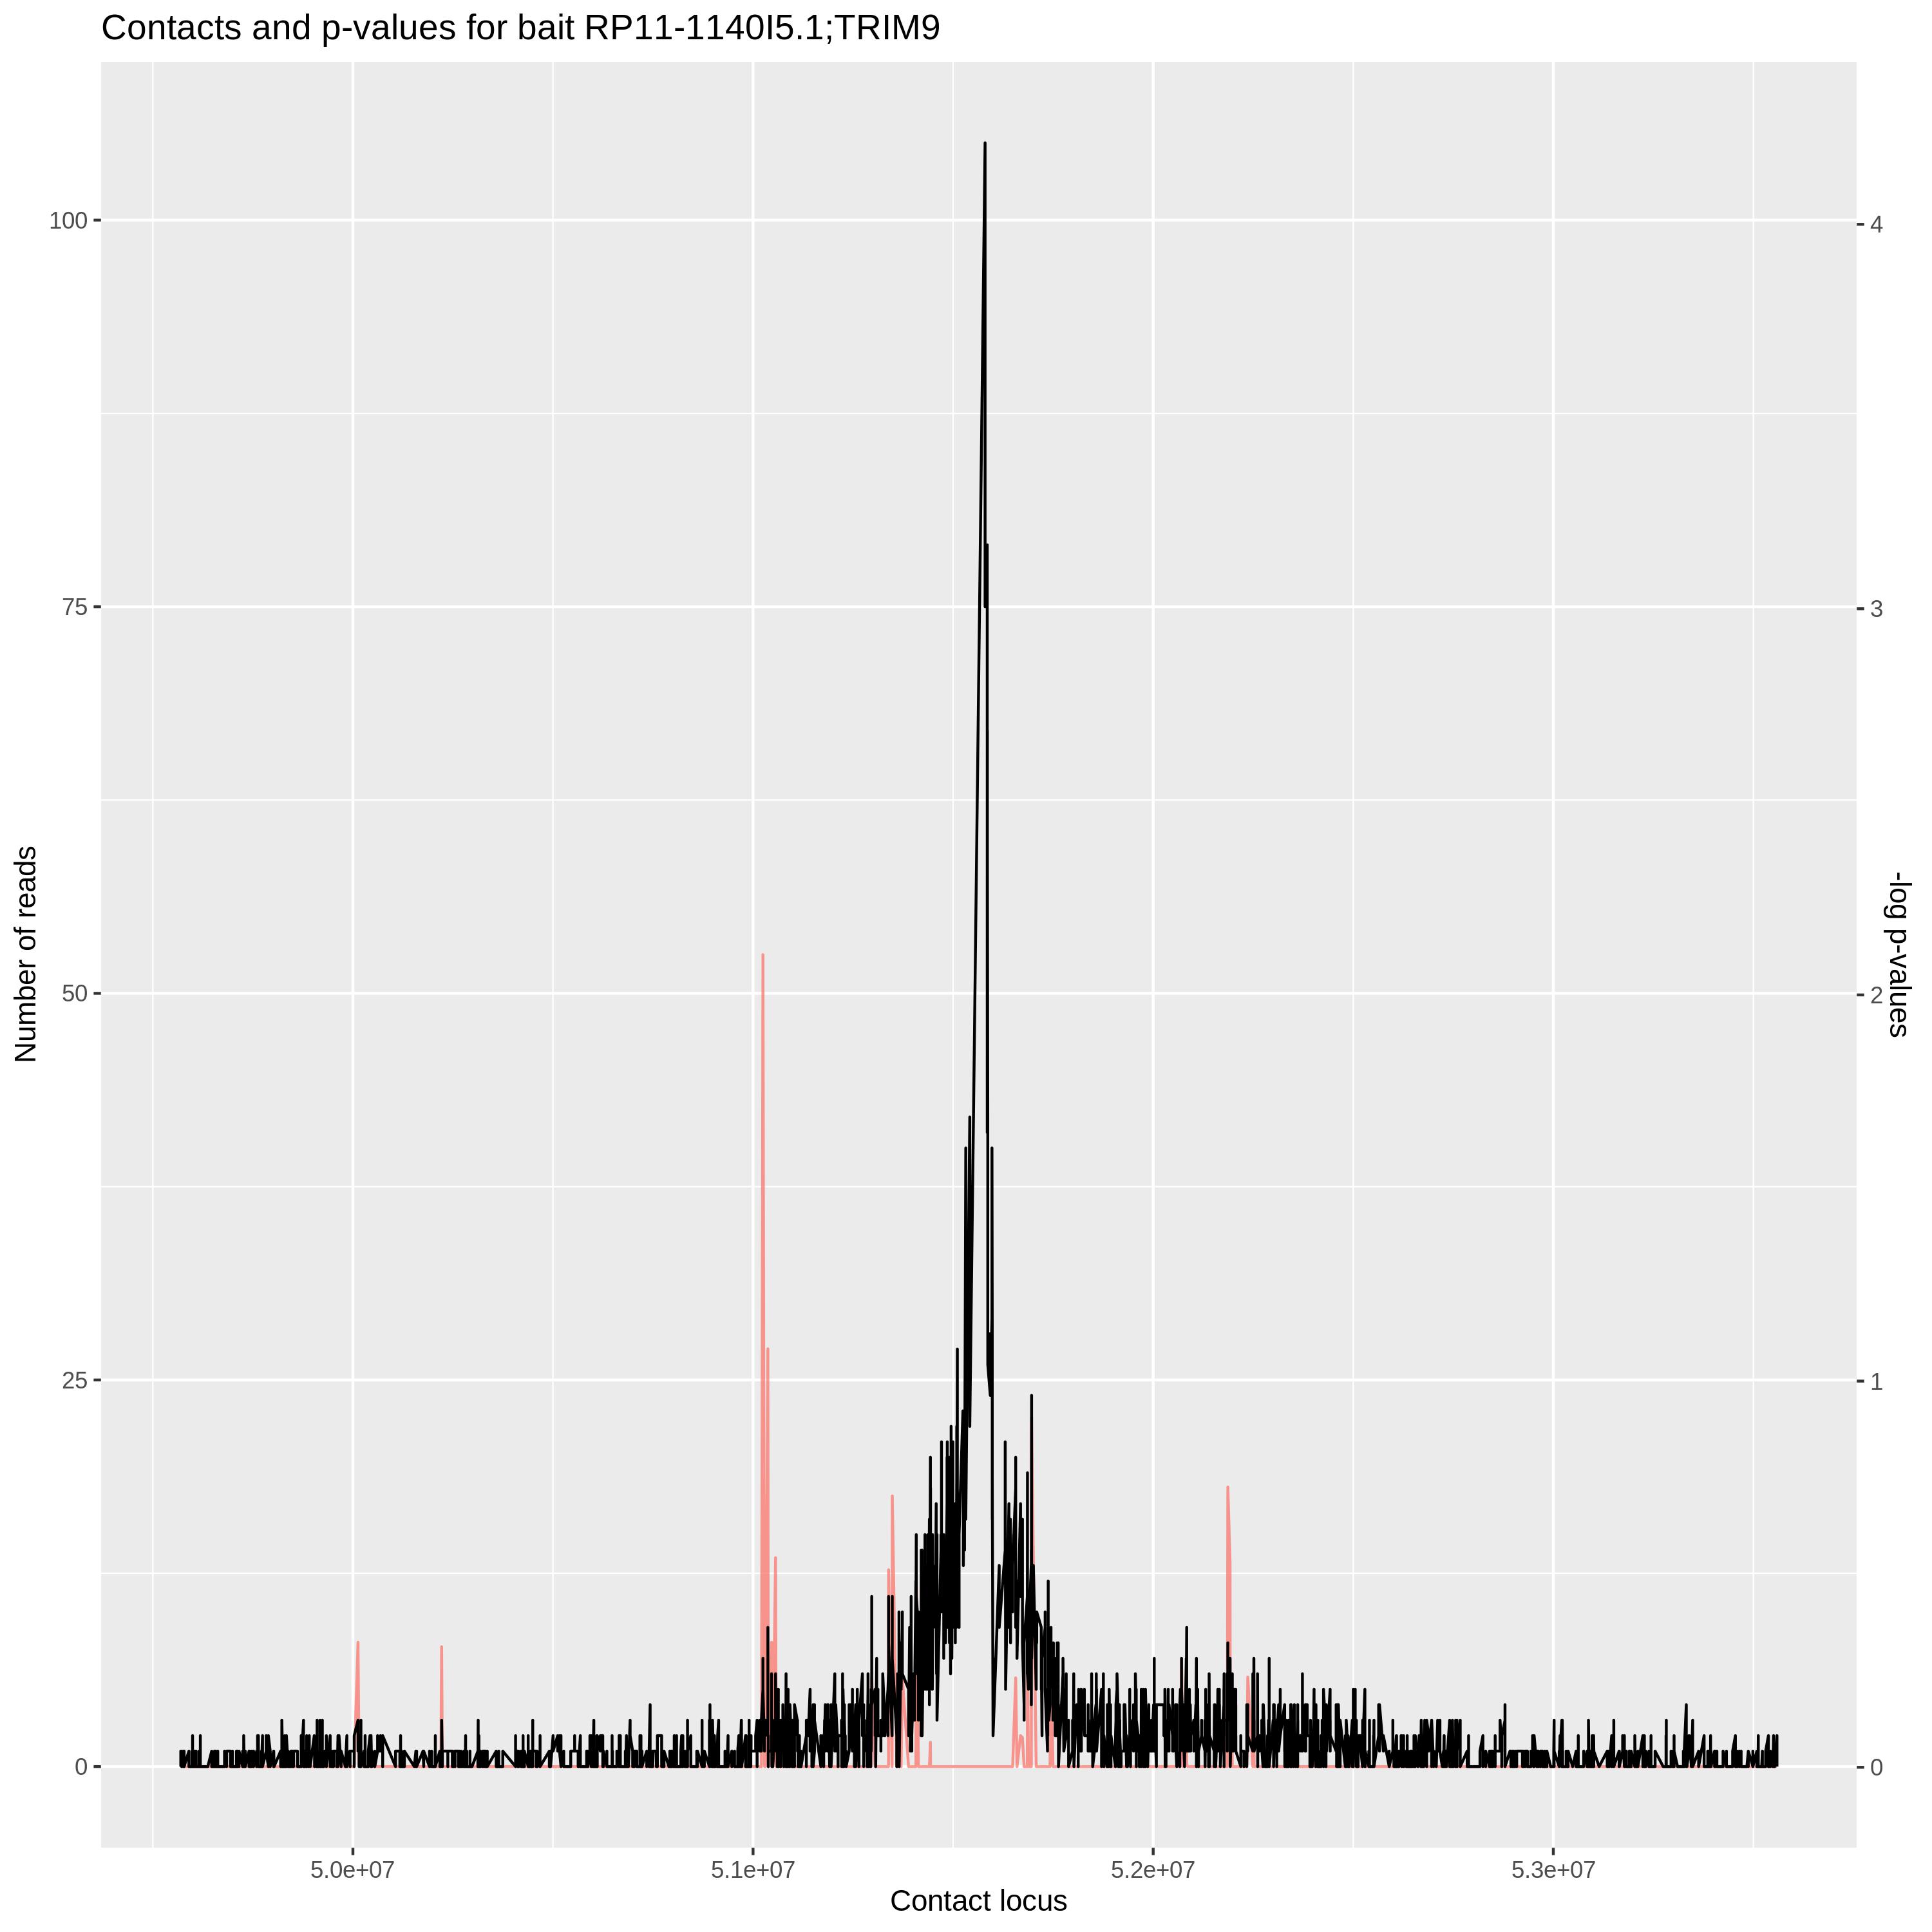 Contacts and p-values for bait RP11-1140I5.1;TRIM9
Number of reads
100
75
50
25
0
4
3
2
1
0
-log p-values
5.0e+07
5.1e+07
5.2e+07
5.3e+07
Contact locus